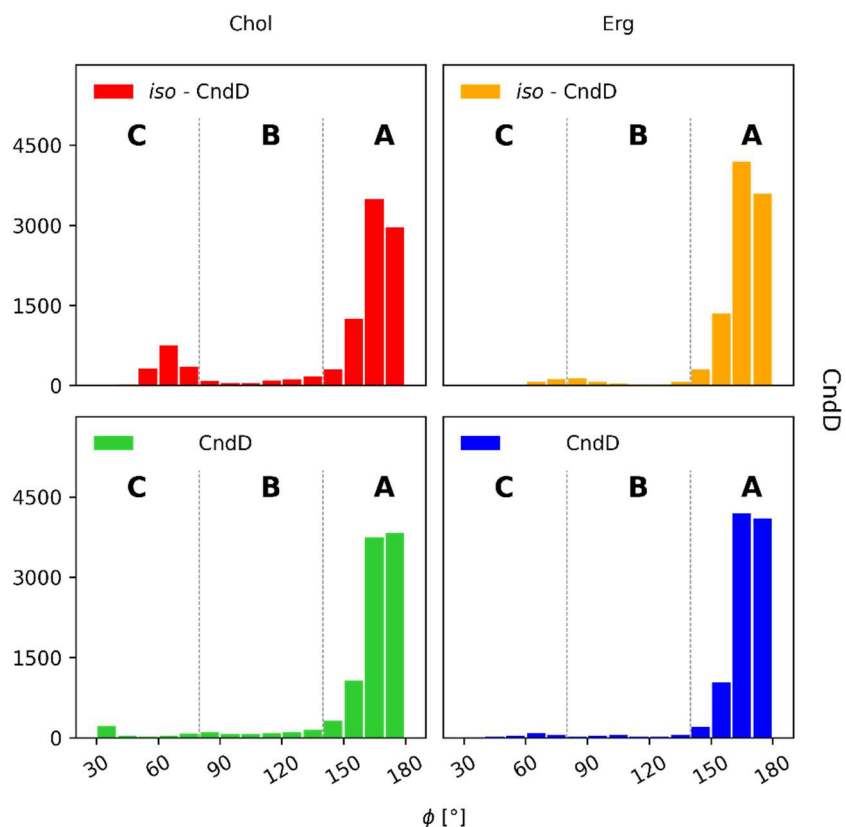 Chol Erg
iso - CndD iso - CndD
C B A C B A
4500
3000
1500
0
CndD
CndD CndD
C B A C B A
4500
3000
1500
0
30 60 90 120 150 180 30 60 90 120 150 180
ϕ [°]